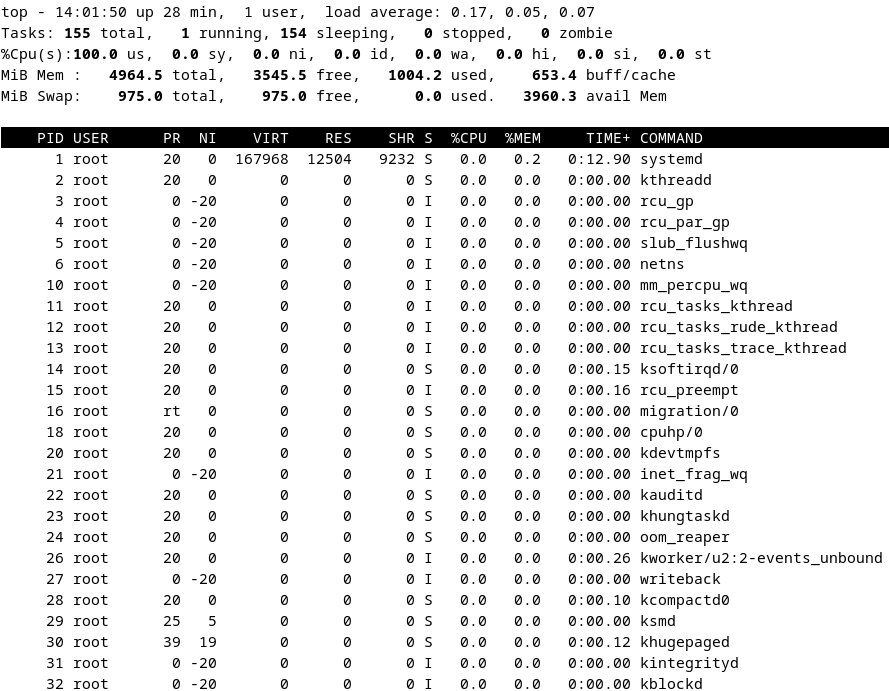 top - 14:01:50 up 28 min,  1 user,  load average: 0.17, 0.05, 0.07
Tasks: 155 total,   1 running, 154 sleeping,   0 stopped,   0 zombie
%Cpu(s):100.0 us,  0.0 sy,  0.0 ni,  0.0 id,  0.0 wa,  0.0 hi,  0.0 si,  0.0 st
MiB Mem :   4964.5 total,   3545.5 free,   1004.2 used,    653.4 buff/cache
MiB Swap:    975.0 total,    975.0 free,      0.0 used.   3960.3 avail Mem
    PID USER      PR  NI    VIRT    RES    SHR S  %CPU  %MEM     TIME+ COMMAND
      1 root      20   0  167968  12504   9232 S   0.0   0.2   0:12.90 systemd
      2 root      20   0       0      0      0 S   0.0   0.0   0:00.00 kthreadd
      3 root       0 -20       0      0      0 I   0.0   0.0   0:00.00 rcu_gp
      4 root       0 -20       0      0      0 I   0.0   0.0   0:00.00 rcu_par_gp
      5 root       0 -20       0      0      0 I   0.0   0.0   0:00.00 slub_flushwq
      6 root       0 -20       0      0      0 I   0.0   0.0   0:00.00 netns
     10 root       0 -20       0      0      0 I   0.0   0.0   0:00.00 mm_percpu_wq
     11 root      20   0       0      0      0 I   0.0   0.0   0:00.00 rcu_tasks_kthread
     12 root      20   0       0      0      0 I   0.0   0.0   0:00.00 rcu_tasks_rude_kthread
     13 root      20   0       0      0      0 I   0.0   0.0   0:00.00 rcu_tasks_trace_kthread
     14 root      20   0       0      0      0 S   0.0   0.0   0:00.15 ksoftirqd/0
     15 root      20   0       0      0      0 I   0.0   0.0   0:00.16 rcu_preempt
     16 root      rt   0       0      0      0 S   0.0   0.0   0:00.00 migration/0
     18 root      20   0       0      0      0 S   0.0   0.0   0:00.00 cpuhp/0
     20 root      20   0       0      0      0 S   0.0   0.0   0:00.00 kdevtmpfs
     21 root       0 -20       0      0      0 I   0.0   0.0   0:00.00 inet_frag_wq
     22 root      20   0       0      0      0 S   0.0   0.0   0:00.00 kauditd
     23 root      20   0       0      0      0 S   0.0   0.0   0:00.00 khungtaskd
     24 root      20   0       0      0      0 S   0.0   0.0   0:00.00 oom_reaper
     26 root      20   0       0      0      0 I   0.0   0.0   0:00.26 kworker/u2:2-events_unbound
     27 root       0 -20       0      0      0 I   0.0   0.0   0:00.00 writeback
     28 root      20   0       0      0      0 S   0.0   0.0   0:00.10 kcompactd0
     29 root      25   5       0      0      0 S   0.0   0.0   0:00.00 ksmd
     30 root      39  19       0      0      0 S   0.0   0.0   0:00.12 khugepaged
     31 root       0 -20       0      0      0 I   0.0   0.0   0:00.00 kintegrityd
     32 root       0 -20       0      0      0 I   0.0   0.0   0:00.00 kblockd